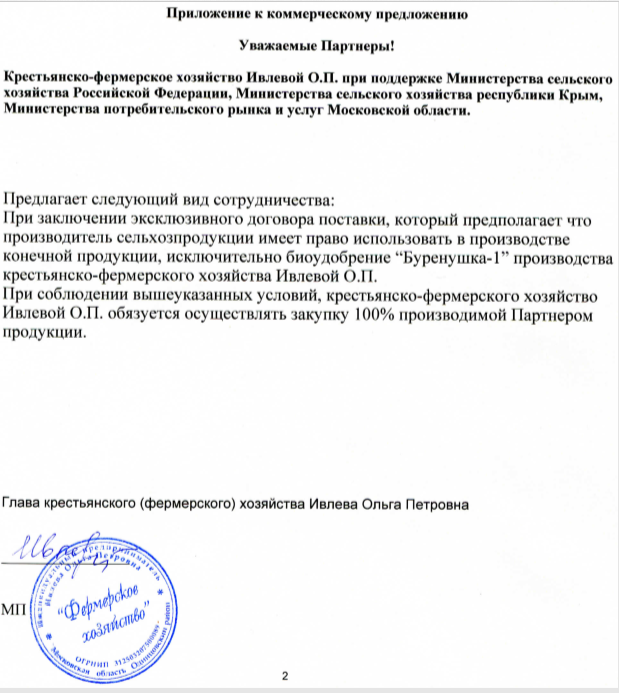 Приложение к коммерческому предложению
Уважаемые Партнеры!
Крестьянско-фермерское хозяйство Ивлевой О.П. при поддержке Министерства сельского
хозяйства Российской Федерации, Министерства сельского хозяйства республики Крым,
Министерства потребительского рынка и услуг Московской области.
Предлагает следующий вид сотрудничества:
При заключении эксклюзивного договора поставки, который предполагает что
производитель сельхозпродукции имеет право использовать в производстве
конечной продукции, исключительно биоудобрение “Буренушка-1” производства
крестьянско-фермерского хозяйства Ивлевой О.П.
При соблюдении вышеуказанных условий, крестьянско-фермерского хозяйство
Ивлевой О.П. обязуется осуществлять закупку 100% производимой Партнером
продукции.
Глава крестьянского (фермерского) хозяйства Ивлева Ольга Петровна
МП
Индивидуальный предприниматель
Ивлева Ольга Петровна
“Фермерское
хозяйство”
ОГРНИП
Московская область Одинцовский район
2